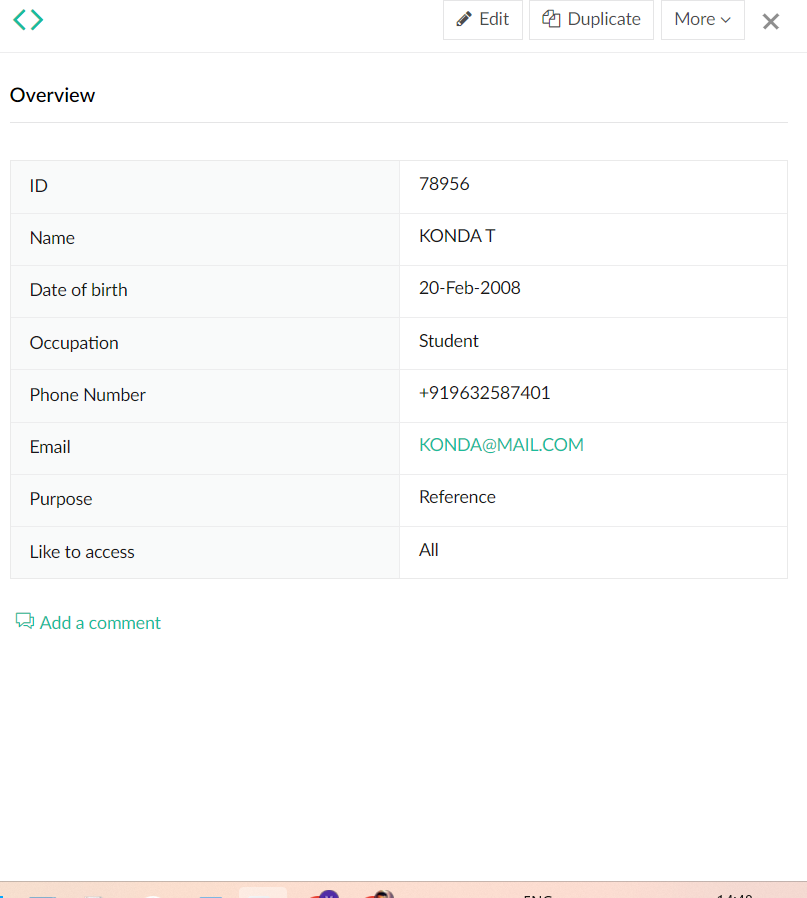 Edit Duplicate More
Overview
ID 78956
Name KONDA T
Date of birth 20-Feb-2008
Occupation Student
Phone Number +919632587401
Email KONDA@MAIL.COM
Purpose Reference
Like to access All
Add a comment